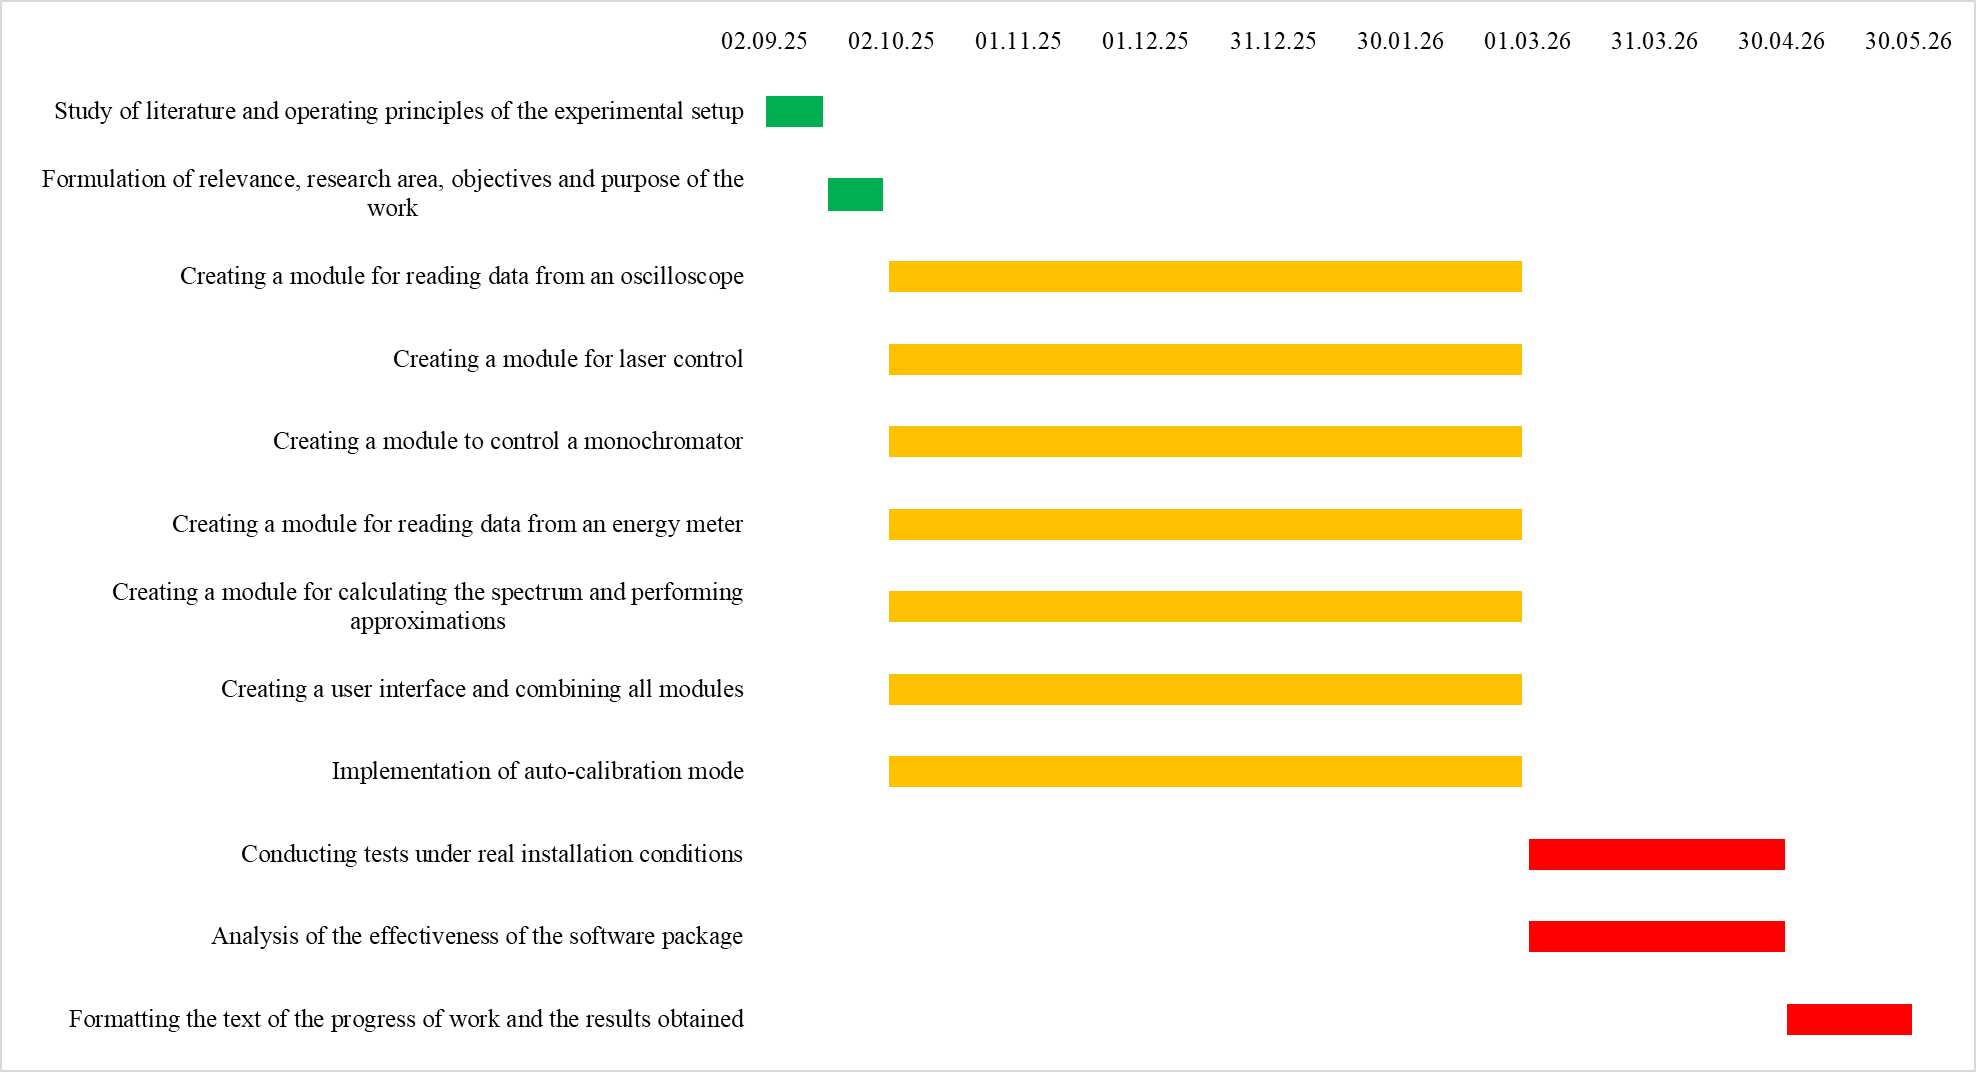 02.09.25 02.10.25 01.11.25 01.12.25 31.12.25 30.01.26 01.03.26 31.03.26 30.04.26 30.05.26
Study of literature and operating principles of the experimental setup
Formulation of relevance, research area, objectives and purpose of the
work
Creating a module for reading data from an oscilloscope
Creating a module for laser control
Creating a module to control a monochromator
Creating a module for reading data from an energy meter
Creating a module for calculating the spectrum and performing
approximations
Creating a user interface and combining all modules
Implementation of auto-calibration mode
Conducting tests under real installation conditions
Analysis of the effectiveness of the software package
Formatting the text of the progress of work and the results obtained